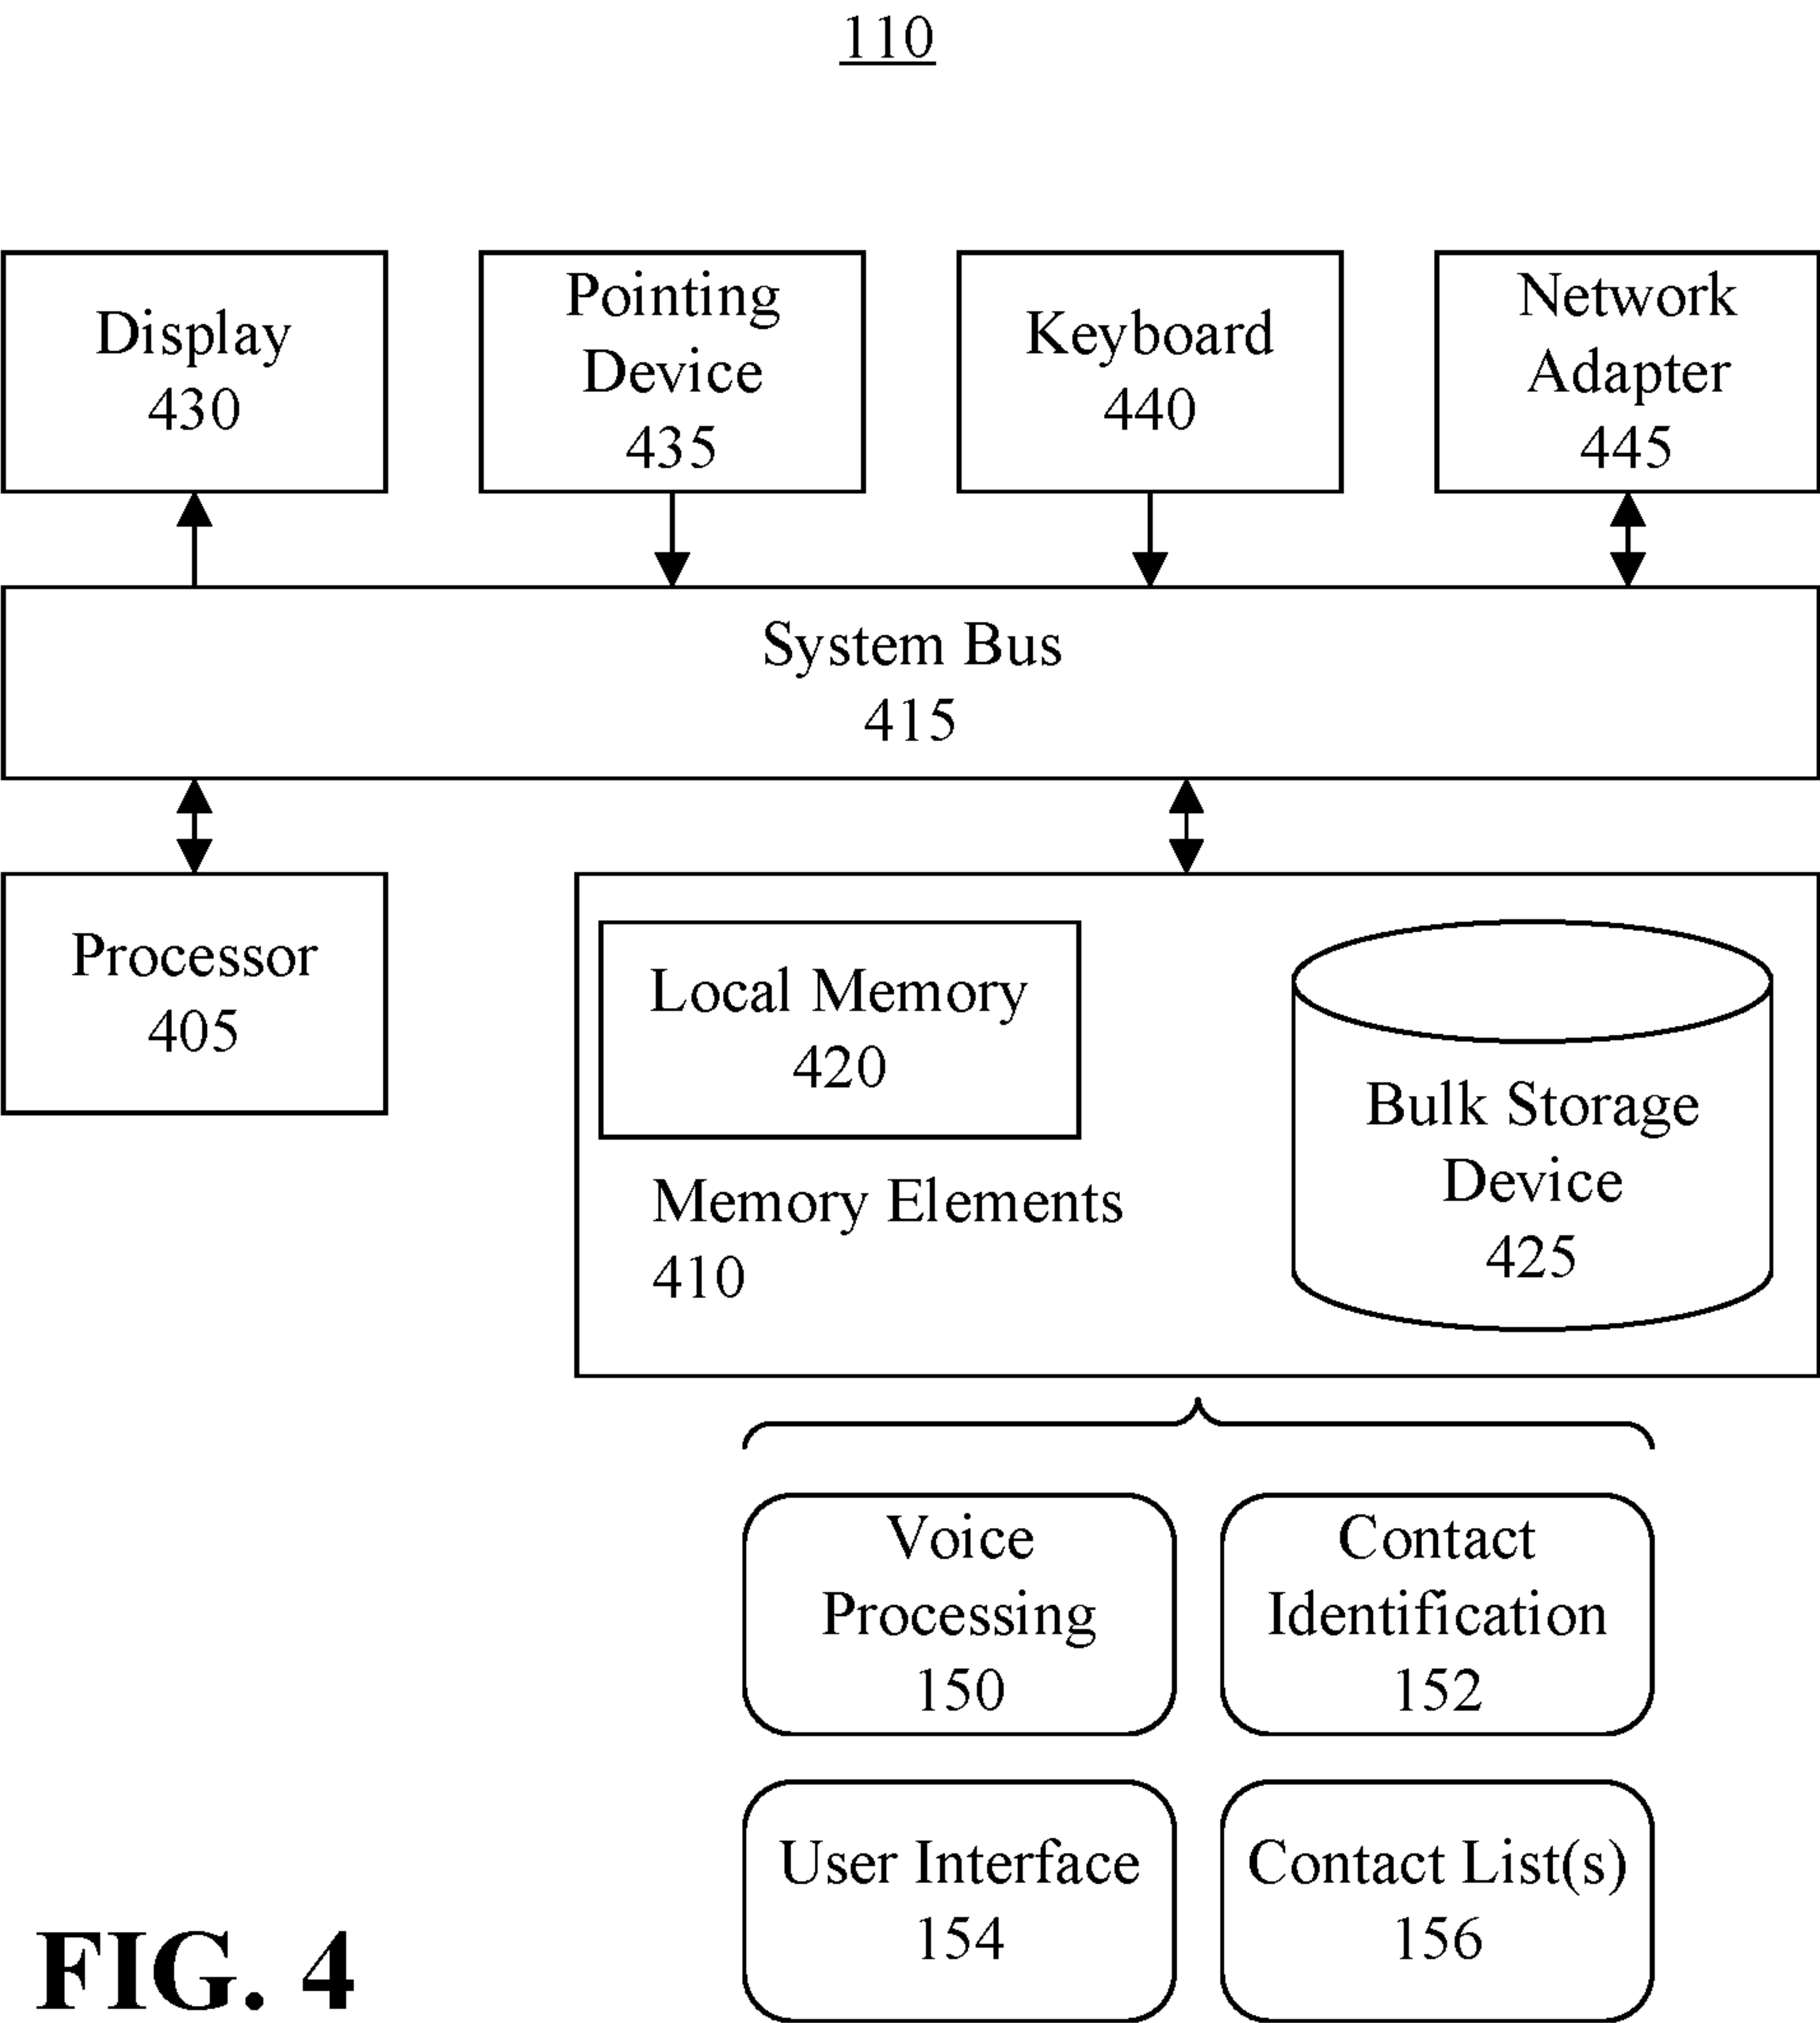 110
Display
430
Pointing
Device
435
Keyboard
440
Network
Adapter
445
System Bus
415
Processor
405
Local Memory
420
Memory Elements
410
Bulk Storage
Device
425
Voice
Processing
150
Contact
Identification
152
User Interface
154
Contact List(s)
156
FIG. 4